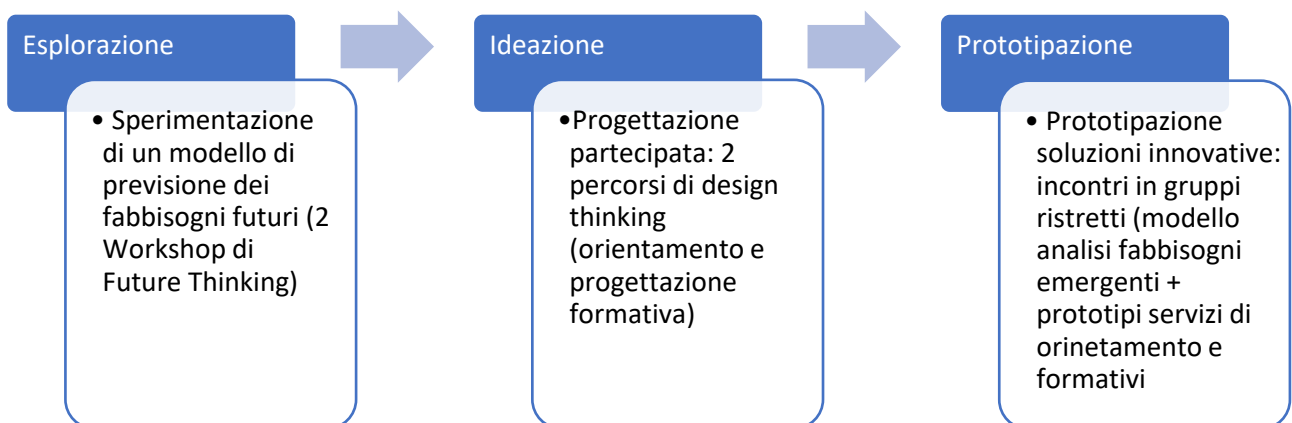 Esplorazione
• Sperimentazione
di un modello di
previsione dei
fabbisogni futuri (2
Workshop di
Future Thinking)
Ideazione
•Progettazione
partecipata: 2
percorsi di design
thinking
(orientamento e
progettazione
formativa)
Prototipazione
• Prototipazione
soluzioni innovative:
incontri in gruppi
ristretti (modello
analisi fabbisogni
emergenti +
prototipi servizi di
orinetamento e
formativi